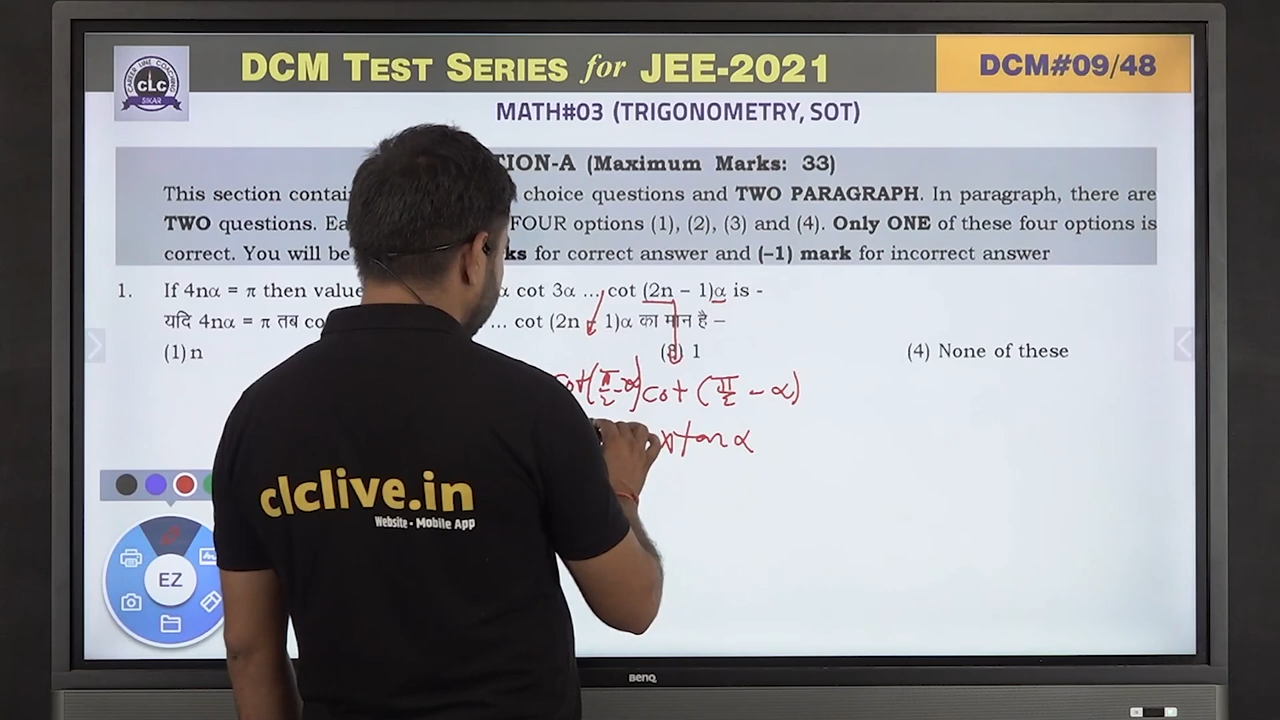 CAREER LINE COACHING
CLC
SIKAR
DCM TEST SERIES for JEE-2021
DCM#09/48
MATH#03 (TRIGONOMETRY, SOT)
TION-A (Maximum Marks: 33)
This section contai choice questions and TWO PARAGRAPH. In paragraph, there are
TWO questions. Ea FOUR options (1), (2), (3) and (4). Only ONE of these four options is
correct. You will be ks for correct answer and (–1) mark for incorrect answer
1. If 4nα = π then value α cot 3α ... cot (2n – 1)α is -
यदि 4nα = π तब co ... cot (2n – 1)α का मान है –
(1) n (3) 1 (4) None of these
cot(π/2-α) cot (π/2 - α)
x tan α
clclive.in
Website - Mobile App
EZ
BenQ